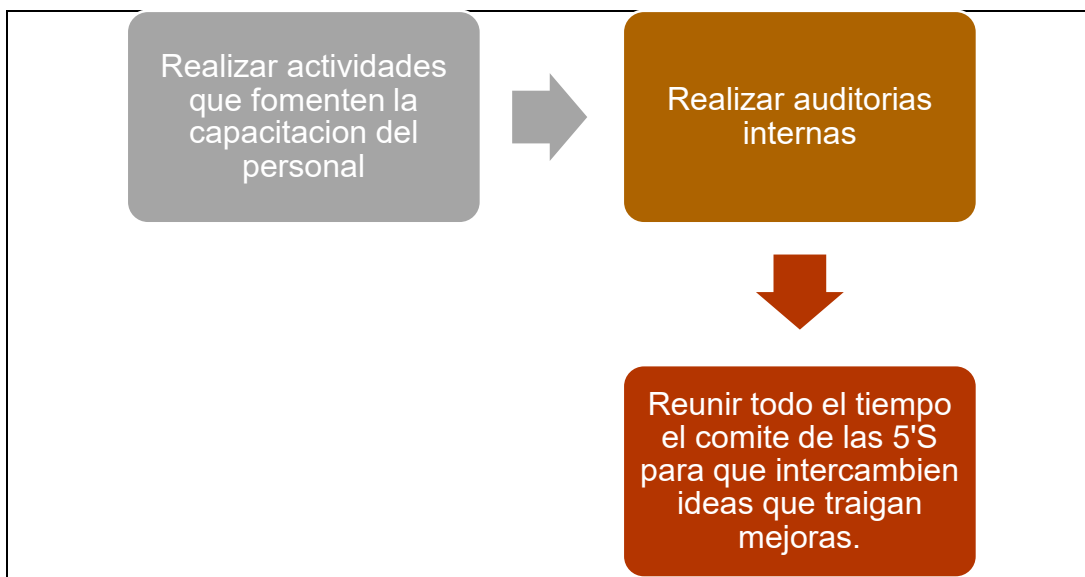 Realizar actividades
que fomenten la
capacitacion del
personal
Realizar auditorias
internas
Reunir todo el tiempo
el comite de las 5'S
para que intercambien
ideas que traigan
mejoras.